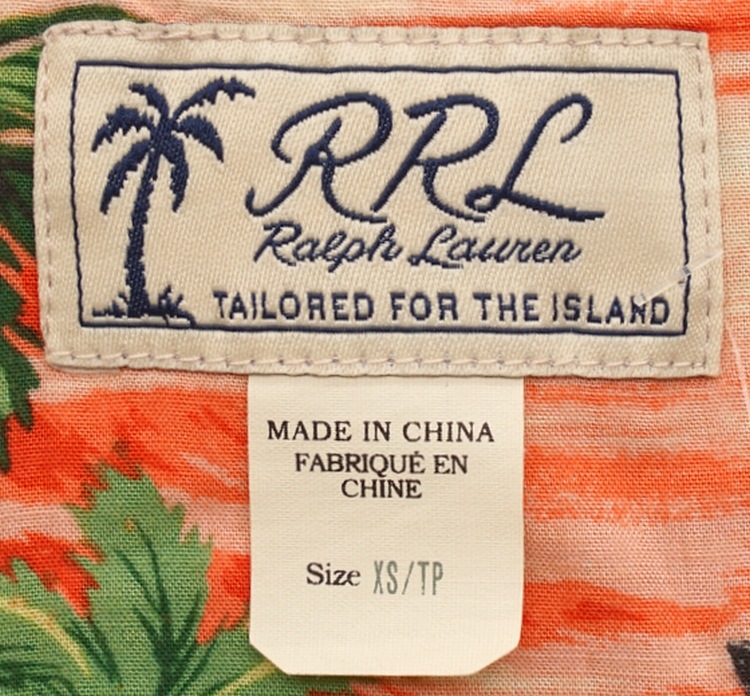 RRL
Ralph Lauren
TAILORED FOR THE ISLAND
MADE IN CHINA
FABRIQUÉ EN
CHINE
Size XS/TP